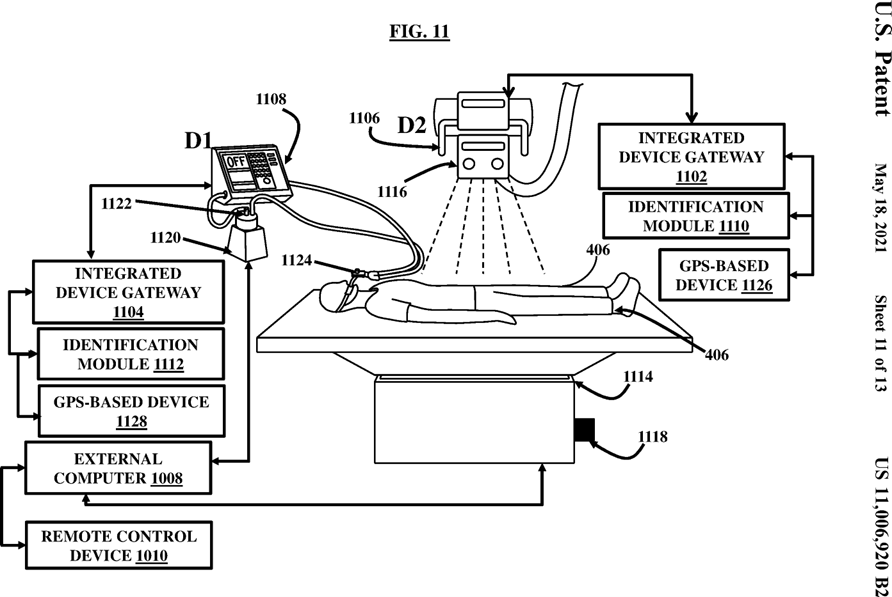 FIG. 11
1108
D1
OFF
1106
D2
1116
INTEGRATED
DEVICE GATEWAY
1102
IDENTIFICATION
MODULE 1110
GPS-BASED
DEVICE 1126
1122
1120
1124
406
406
INTEGRATED
DEVICE GATEWAY
1104
IDENTIFICATION
MODULE 1112
GPS-BASED DEVICE
1128
1114
1118
EXTERNAL
COMPUTER 1008
REMOTE CONTROL
DEVICE 1010
U.S. Patent
May 18, 2021
Sheet 11 of 13
US 11,006,920 B2